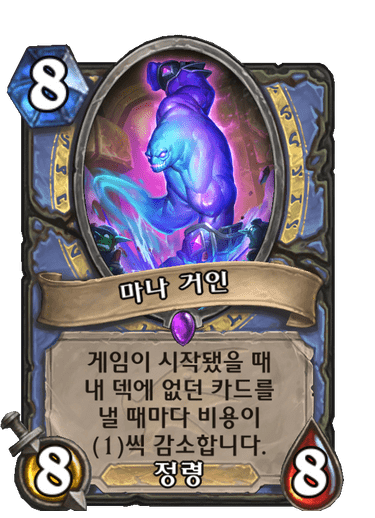 8
마나 거인
게임이 시작됐을 때
내 덱에 없던 카드를
낼 때마다 비용이
(1)씩 감소합니다.
8
정령
8